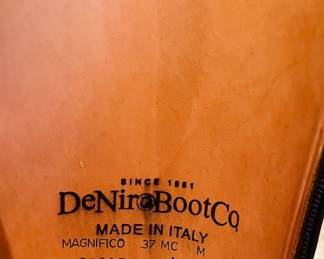 SINCE 1981
DeNiroBootCo
MADE IN ITALY
MAGNIFICO 37 MC M